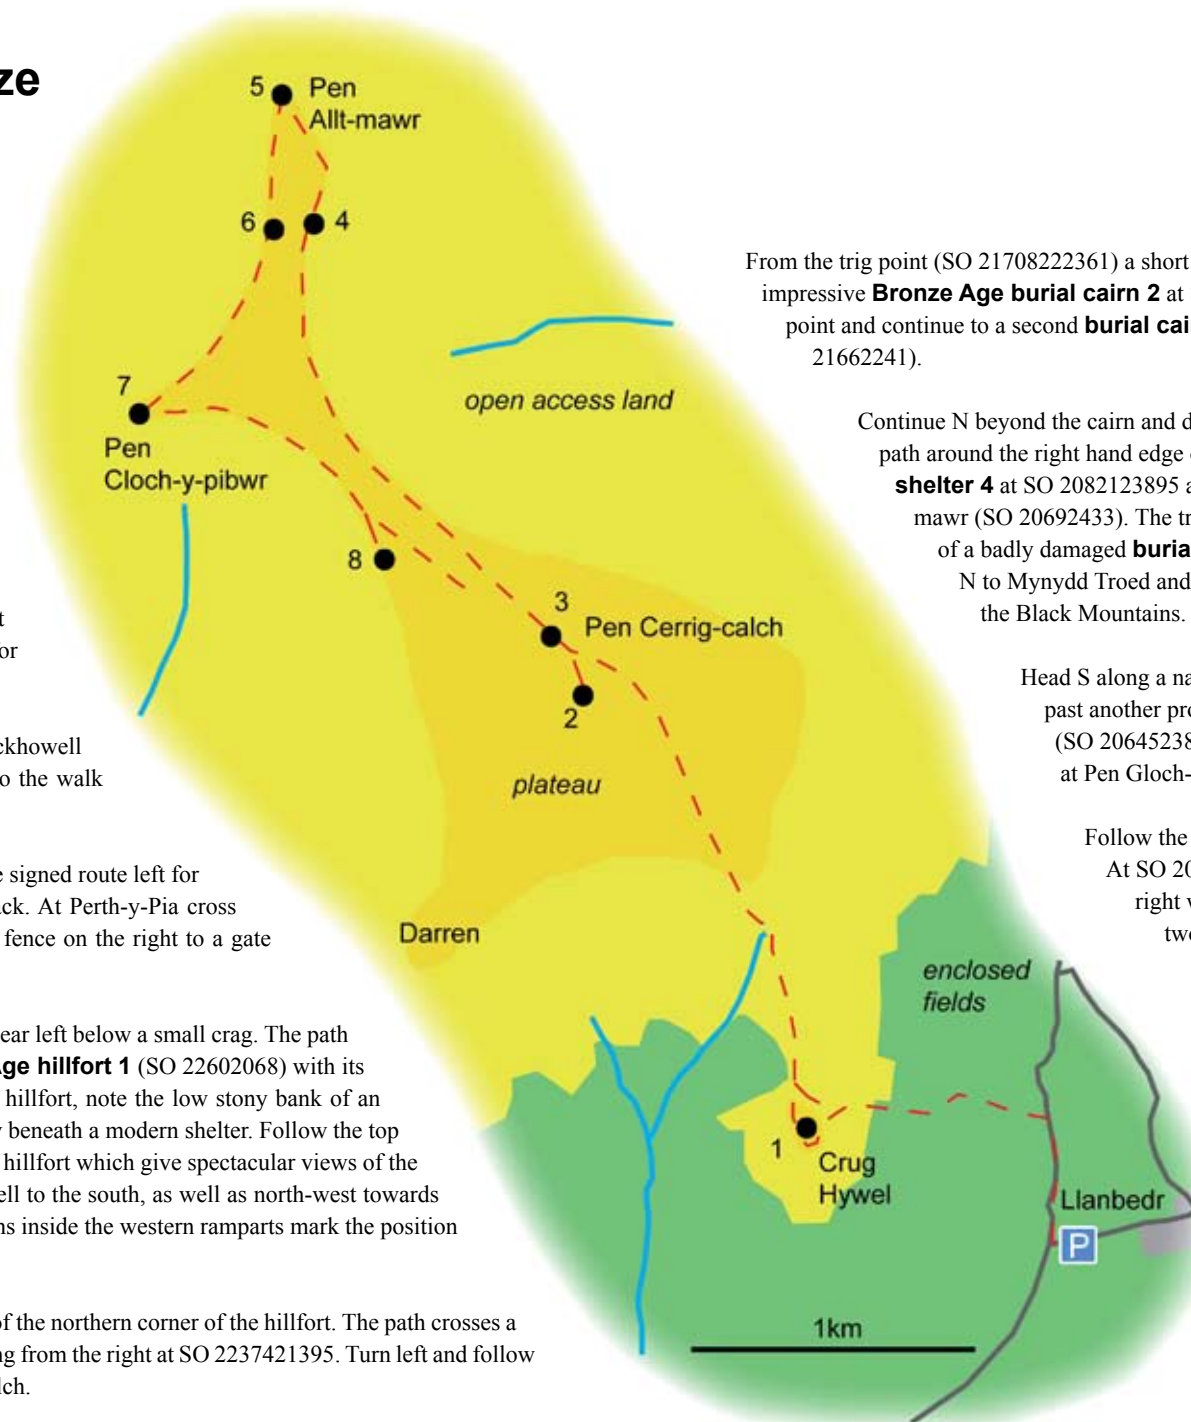 ze
5
Pen
Allt-mawr
6
4
From the trig point (SO 21708222361) a short
impressive Bronze Age burial cairn 2 at
point and continue to a second burial cai
21662241).
7
open access land
Pen
Cloch-y-pibwr
Continue N beyond the cairn and d
path around the right hand edge
shelter 4 at SO 2082123895 a
mawr (SO 20692433). The tr
of a badly damaged buria
N to Mynydd Troed and
the Black Mountains.
8
3
Pen Cerrig-calch
2
t
or
Head S along a na
past another pro
(SO 20645238
at Pen Gloch-
ckhowell
o the walk
plateau
Follow the
At SO 20
right w
two
e signed route left for
ack. At Perth-y-Pia cross
fence on the right to a gate
Darren
enclosed
fields
ear left below a small crag. The path
ge hillfort 1 (SO 22602068) with its
hillfort, note the low stony bank of an
y beneath a modern shelter. Follow the top
hillfort which give spectacular views of the
ell to the south, as well as north-west towards
ns inside the western ramparts mark the position
1
Crug
Hywel
Llanbedr
P
of the northern corner of the hillfort. The path crosses a
ng from the right at SO 2237421395. Turn left and follow
lch.
1km